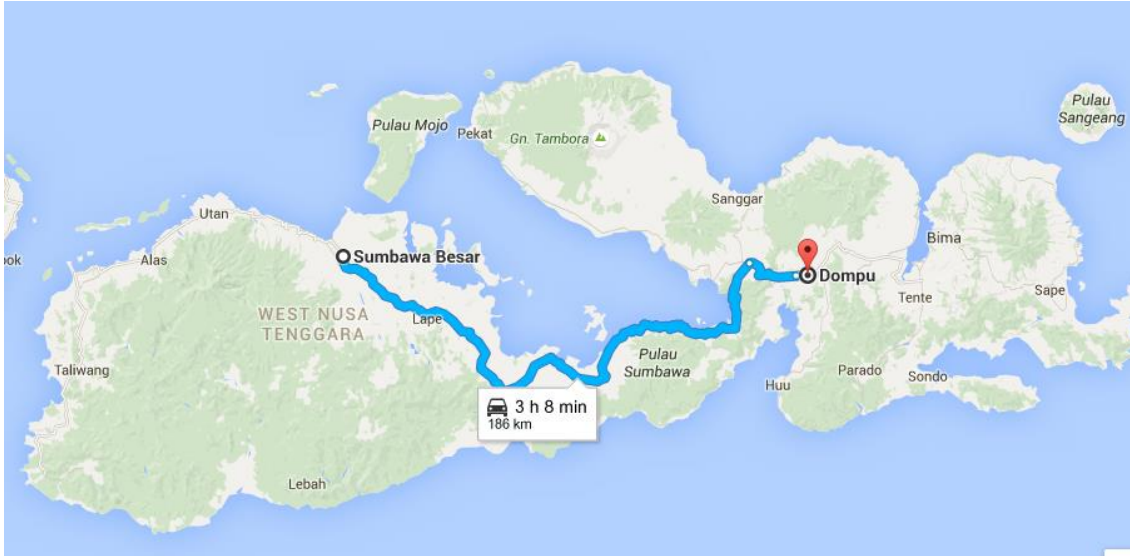 Pulau
Sangeang
Pulau Mojo
Pekat
Gn. Tambora
Sanggar
Utan
Bima
Sumbawa Besar
ok
Alas
Dompu
Sape
Tente
WEST NUSA
TENGGARA
Lape
Pulau
Sumbawa
Taliwang
Huu
Parado
Sondo
3 h 8 min
186 km
Lebah